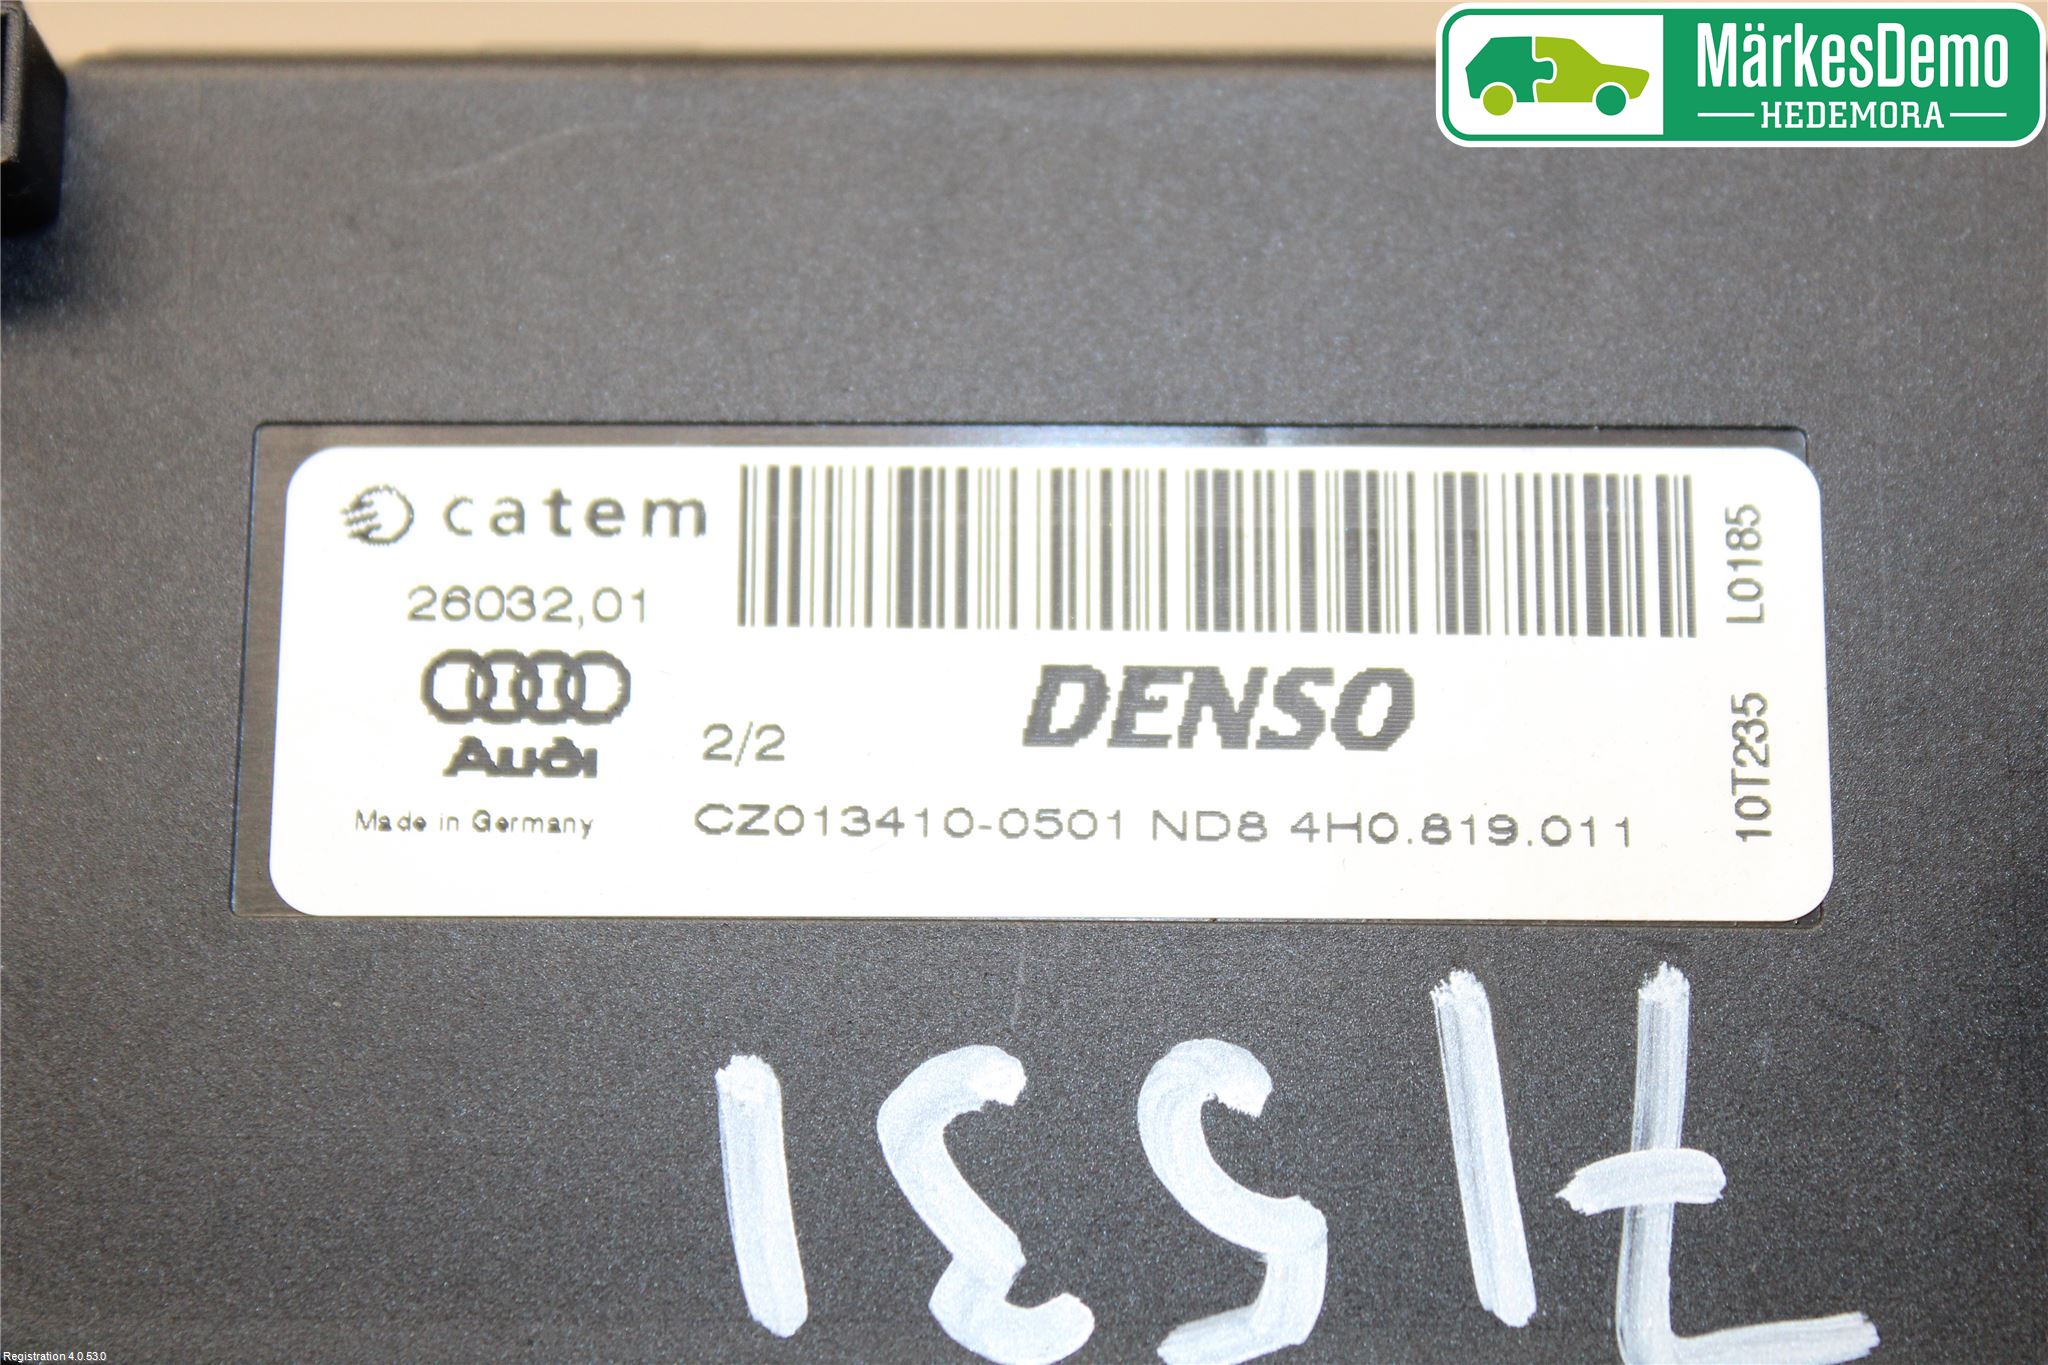 MärkesDemo
HEDEMORA
catem
26032,01
Audi
Made in Germany
2/2
DENSO
CZ013410-0501 ND8 4H0.819.011
10T235 L0185
71531
Registration 4.0.53.0